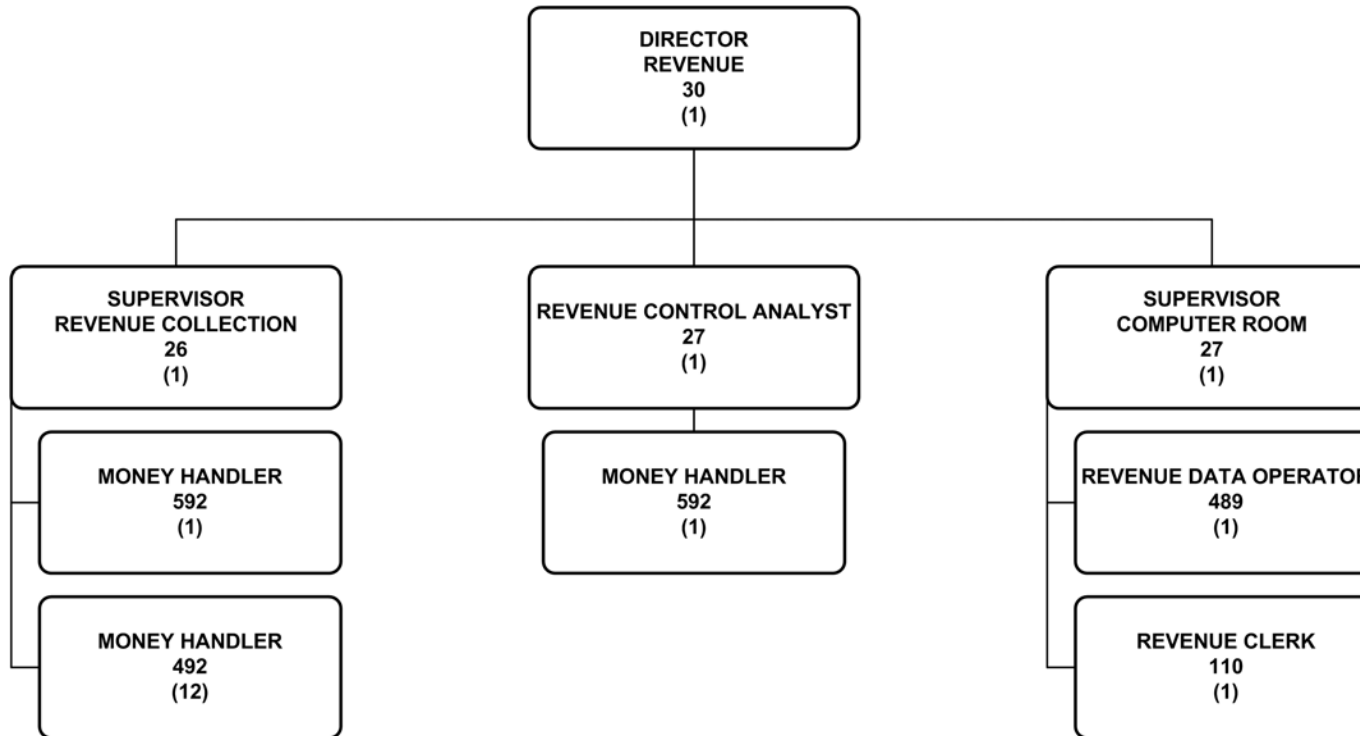 DIRECTOR
REVENUE
30
(1)
SUPERVISOR
REVENUE COLLECTION
26
(1)
REVENUE CONTROL ANALYST
27
(1)
SUPERVISOR
COMPUTER ROOM
27
(1)
MONEY HANDLER
592
(1)
MONEY HANDLER
592
(1)
REVENUE DATA OPERATOR
489
(1)
MONEY HANDLER
492
(12)
REVENUE CLERK
110
(1)